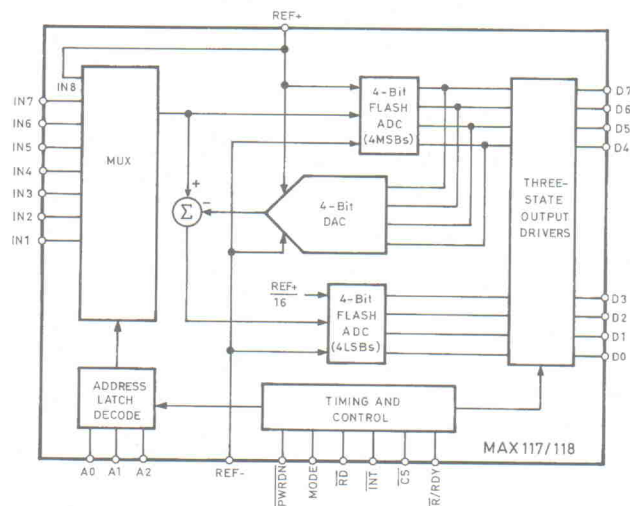 REF+
IN8
IN7
IN6
IN5
IN4
IN3
IN2
IN1
MUX
4-Bit
FLASH
ADC
(4MSBs)
D7
D6
D5
D4
+
Σ
-
4-Bit
DAC
THREE-
STATE
OUTPUT
DRIVERS
REF+
16
4-Bit
FLASH
ADC
(4LSBs)
D3
D2
D1
D0
ADDRESS
LATCH
DECODE
TIMING AND
CONTROL
MAX117/118
A0 A1 A2
REF-
PWRDN
MODE
RD
INT
CS
R/RDY